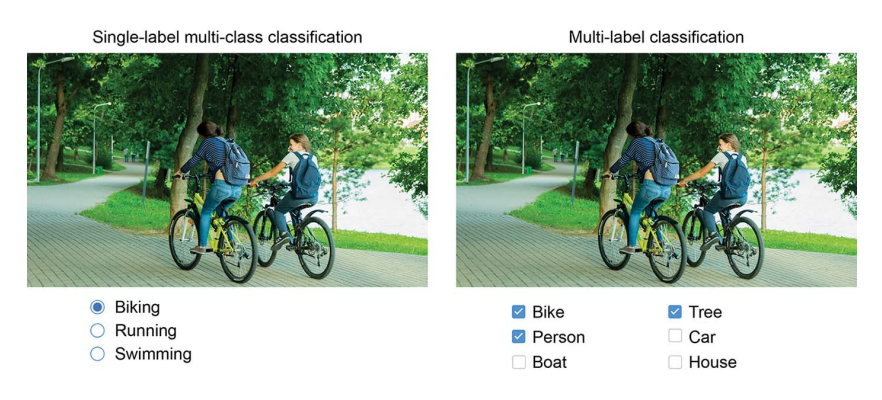 Single-label multi-class classification
Biking
Running
Swimming
Multi-label classification
Bike
Person
Boat
Tree
Car
House